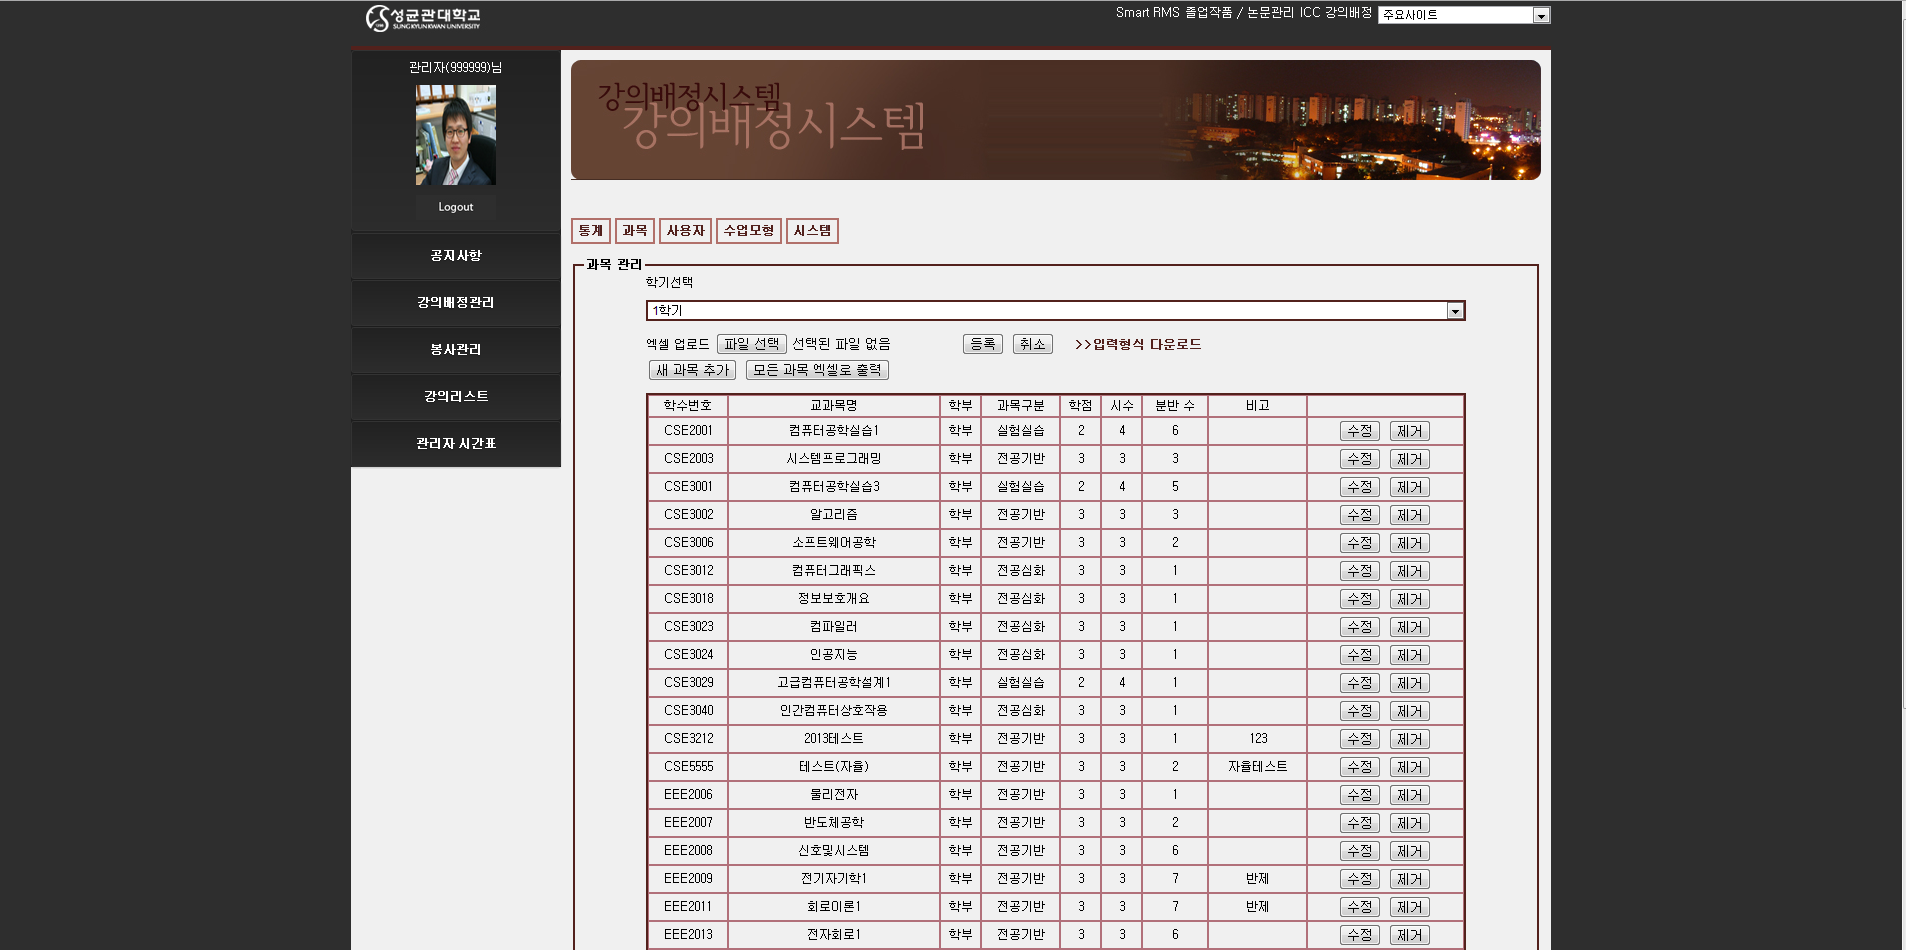 성균관대학교
SUNGKYUNKWAN UNIVERSITY
Smart RMS 졸업작품 / 논문관리 ICC 강의배정 주요사이트
관리자(999999)님
Logout
공지사항
강의배정관리
봉사관리
강의리스트
관리자 시간표
강의배정시스템
강의배정시스템
통계 과목 사용자 수업모형 시스템
과목 관리
학기선택
1학기
엑셀 업로드 파일 선택 선택된 파일 없음 등록 취소 >>입력형식 다운로드
새 과목 추가 모든 과목 엑셀로 출력
학수번호 교과목명 학부 과목구분 학점 시수 분반 수 비고
CSE2001 컴퓨터공학실습1 학부 실험실습 2 4 6 수정 제거
CSE2003 시스템프로그래밍 학부 전공기반 3 3 3 수정 제거
CSE3001 컴퓨터공학실습3 학부 실험실습 2 4 5 수정 제거
CSE3002 알고리즘 학부 전공기반 3 3 3 수정 제거
CSE3006 소프트웨어공학 학부 전공기반 3 3 2 수정 제거
CSE3012 컴퓨터그래픽스 학부 전공심화 3 3 1 수정 제거
CSE3018 정보보호개요 학부 전공심화 3 3 1 수정 제거
CSE3023 컴파일러 학부 전공심화 3 3 1 수정 제거
CSE3024 인공지능 학부 전공심화 3 3 1 수정 제거
CSE3029 고급컴퓨터공학설계1 학부 실험실습 2 4 1 수정 제거
CSE3040 인간컴퓨터상호작용 학부 전공심화 3 3 1 수정 제거
CSE3212 2013테스트 학부 전공기반 3 3 1 123 수정 제거
CSE5555 테스트(자율) 학부 전공기반 3 3 2 자율테스트 수정 제거
EEE2006 물리전자 학부 전공기반 3 3 1 수정 제거
EEE2007 반도체공학 학부 전공기반 3 3 2 수정 제거
EEE2008 신호및시스템 학부 전공기반 3 3 6 수정 제거
EEE2009 전기자기학1 학부 전공기반 3 3 7 반제 수정 제거
EEE2011 회로이론1 학부 전공기반 3 3 7 반제 수정 제거
EEE2013 전자회로1 학부 전공기반 3 3 6 수정 제거